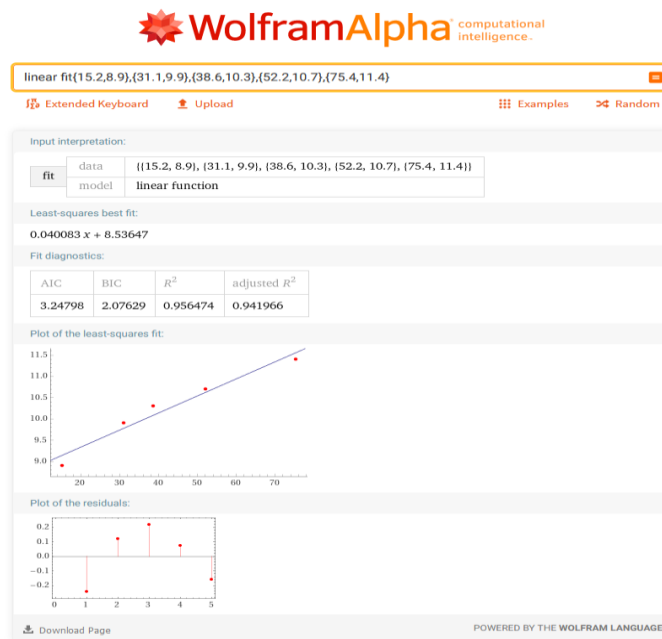 WolframAlpha computational intelligence.
linear fit{15.2,8.9},{31.1,9.9},{38.6,10.3},{52.2,10.7},{75.4,11.4}
Extended Keyboard Upload Examples Random
Input interpretation:
fit data {{15.2, 8.9}, {31.1, 9.9}, {38.6, 10.3}, {52.2, 10.7}, {75.4, 11.4}}
model linear function
Least-squares best fit:
0.040083 x + 8.53647
Fit diagnostics:
AIC BIC R² adjusted R²
3.24798 2.07629 0.956474 0.941966
Plot of the least-squares fit:
11.5
11.0
10.5
10.0
9.5
9.0
20 30 40 50 60 70
Plot of the residuals:
0.2
0.1
0.0
−0.1
−0.2
0 1 2 3 4 5
Download Page POWERED BY THE WOLFRAM LANGUAGE